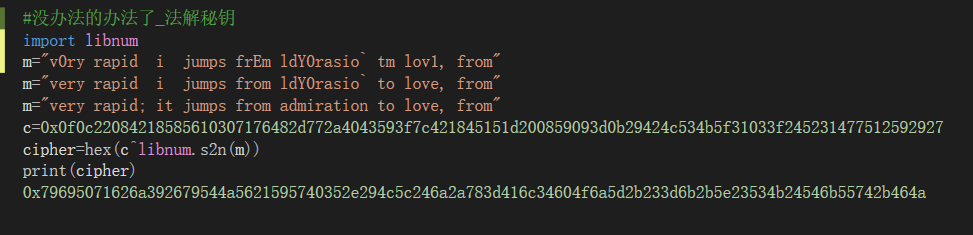 #没办法的办法了_法解秘钥
import libnum
m="v0ry rapid  i  jumps frEm ldY0rasio` tm lov1, from"
m="very rapid  i  jumps from ldY0rasio` to love, from"
m="very rapid; it jumps from admiration to love, from"
c=0x0f0c22084218585610307176482d772a4043593f7c421845151d200859093d0b29424c534b5f31033f245231477512592927
cipher=hex(c^libnum.s2n(m))
print(cipher)
0x79695071626a392679544a5621595740352e294c5c246a2a783d416c34604f6a5d2b233d6b2b5e23534b24546b55742b464a